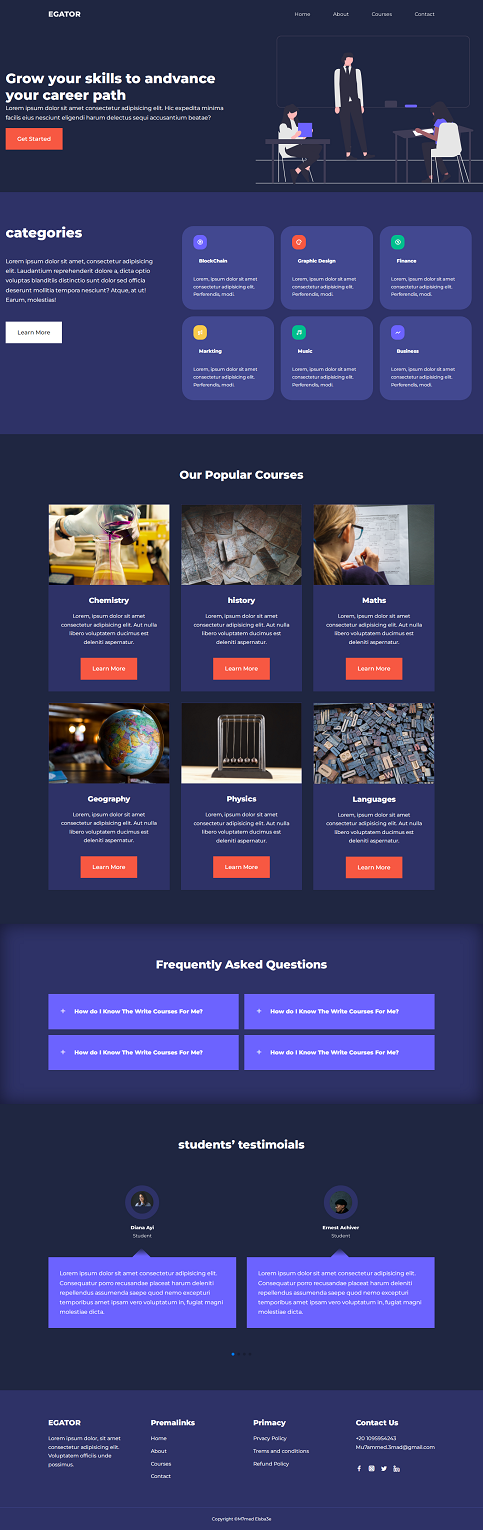 EGATOR
Home About Courses Contact
Grow your skills to andvance
your career path
Lorem ipsum dolor sit amet consectetur adipisicing elit. Hic expedita minima
facilis eius nesciunt eligendi harum delectus sequi accusantium beatae?
Get Started
categories
Lorem ipsum dolor sit amet, consectetur adipisicing
elit. Laudantium reprehenderit dolore a, dicta optio
voluptas blanditiis distinctio sunt dolor sed officia
deserunt mollitia tempora nesciunt? Atque, at ut!
Earum, molestias!
Learn More
BlockChain
Lorem, ipsum dolor sit amet
consectetur adipisicing elit.
Perferendis, modi.
Graphic Design
Lorem, ipsum dolor sit amet
consectetur adipisicing elit.
Perferendis, modi.
Finance
Lorem, ipsum dolor sit amet
consectetur adipisicing elit.
Perferendis, modi.
Markting
Lorem, ipsum dolor sit amet
consectetur adipisicing elit.
Perferendis, modi.
Music
Lorem, ipsum dolor sit amet
consectetur adipisicing elit.
Perferendis, modi.
Business
Lorem, ipsum dolor sit amet
consectetur adipisicing elit.
Perferendis, modi.
Our Popular Courses
Chemistry
Lorem, ipsum dolor sit amet
consectetur adipisicing elit. Aut nulla
libero voluptatem ducimus est
deleniti aspernatur.
Learn More
history
Lorem, ipsum dolor sit amet
consectetur adipisicing elit. Aut nulla
libero voluptatem ducimus est
deleniti aspernatur.
Learn More
Maths
Lorem, ipsum dolor sit amet
consectetur adipisicing elit. Aut nulla
libero voluptatem ducimus est
deleniti aspernatur.
Learn More
Geography
Lorem, ipsum dolor sit amet
consectetur adipisicing elit. Aut nulla
libero voluptatem ducimus est
deleniti aspernatur.
Learn More
Physics
Lorem, ipsum dolor sit amet
consectetur adipisicing elit. Aut nulla
libero voluptatem ducimus est
deleniti aspernatur.
Learn More
Languages
Lorem, ipsum dolor sit amet
consectetur adipisicing elit. Aut nulla
libero voluptatem ducimus est
deleniti aspernatur.
Learn More
Frequently Asked Questions
+ How do I Know The Write Courses For Me?
+ How do I Know The Write Courses For Me?
+ How do I Know The Write Courses For Me?
+ How do I Know The Write Courses For Me?
students’ testimoials
Diana Ayi
Student
Lorem ipsum dolor sit amet consectetur adipisicing elit.
Consequatur porro recusandae placeat harum deleniti
repellendus assumenda saepe quod nemo excepturi
temporibus amet ipsam vero voluptatum in, fugiat magni
molestiae dicta.
Ernest Achiver
Student
Lorem ipsum dolor sit amet consectetur adipisicing elit.
Consequatur porro recusandae placeat harum deleniti
repellendus assumenda saepe quod nemo excepturi
temporibus amet ipsam vero voluptatum in, fugiat magni
molestiae dicta.
EGATOR
Lorem ipsum dolor, sit amet
consectetur adipisicing elit.
Voluptatem officiis unde
possimus.
Premalinks
Home
About
Courses
Contact
Primacy
Prvacy Policy
Trems and conditions
Refund Policy
Contact Us
+20 1095954243
Mu7ammed.3mad@gmail.com
Copyright ©M7med Elsba3e